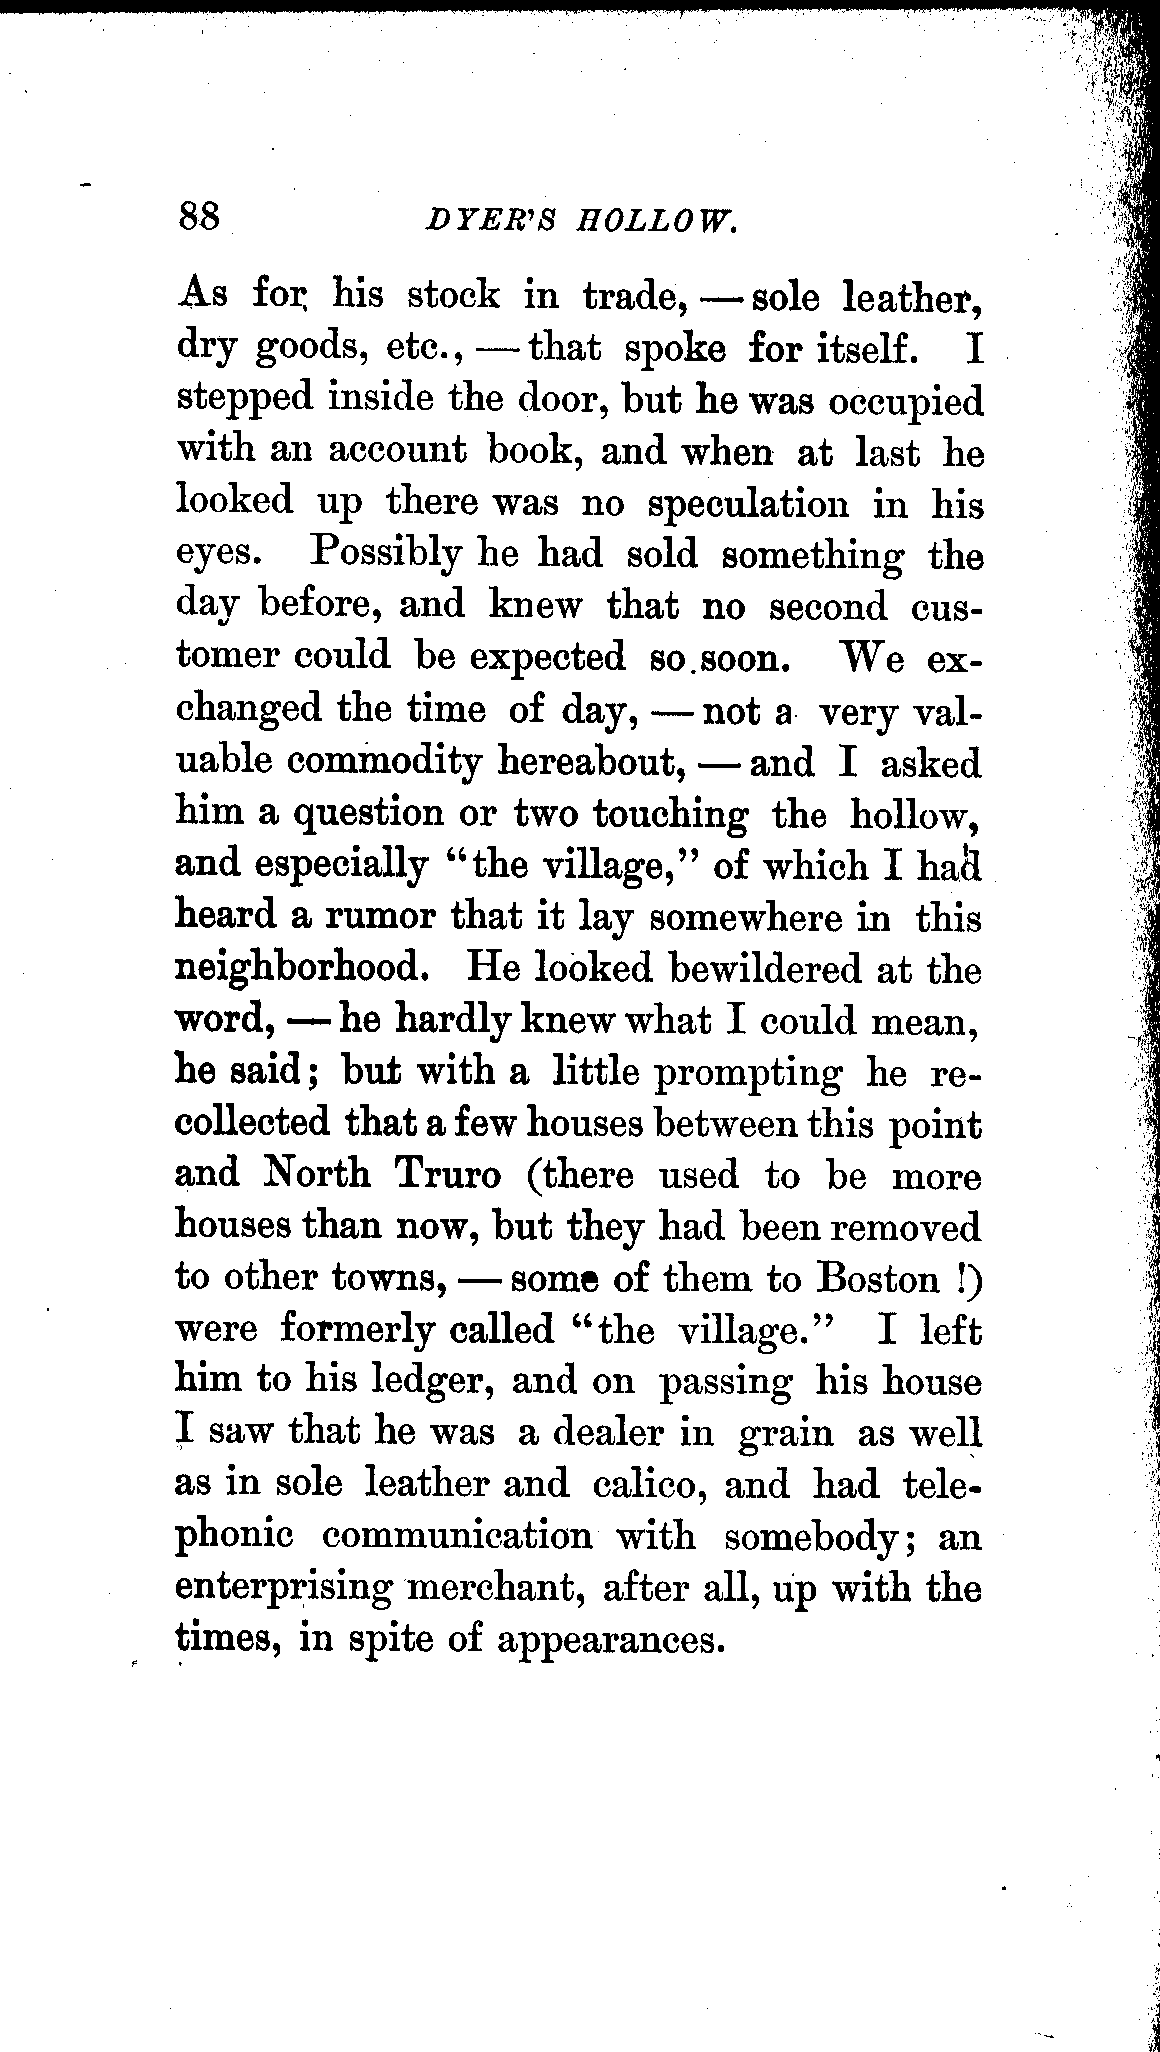 88 DYER'S HOLLOW.
As for his stock in trade, — sole leather,
dry goods, etc., — that spoke for itself. I
stepped inside the door, but he was occupied
with an account book, and when at last he
looked up there was no speculation in his
eyes. Possibly he had sold something the
day before, and knew that no second cus-
tomer could be expected so soon. We ex-
changed the time of day, — not a very val-
uable commodity hereabout, — and I asked
him a question or two touching the hollow,
and especially "the village," of which I had
heard a rumor that it lay somewhere in this
neighborhood. He looked bewildered at the
word, — he hardly knew what I could mean,
he said; but with a little prompting he re-
collected that a few houses between this point
and North Truro (there used to be more
houses than now, but they had been removed
to other towns, — some of them to Boston!)
were formerly called "the village." I left
him to his ledger, and on passing his house
I saw that he was a dealer in grain as well
as in sole leather and calico, and had tele-
phonic communication with somebody; an
enterprising merchant, after all, up with the
times, in spite of appearances.